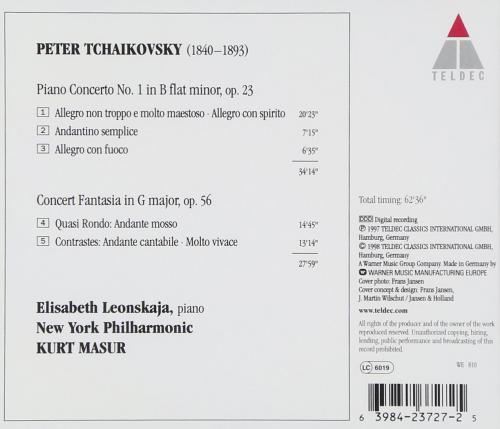 PETER TCHAIKOVSKY (1840–1893)
Piano Concerto No. 1 in B flat minor, op. 23
1 Allegro non troppo e molto maestoso · Allegro con spirito 20'23"
2 Andantino semplice 7'15"
3 Allegro con fuoco 6'35"
34'14"
Concert Fantasia in G major, op. 56
4 Quasi Rondo: Andante mosso 14'45"
5 Contrastes: Andante cantabile · Molto vivace 13'14"
27'59"
Elisabeth Leonskaja, piano
New York Philharmonic
KURT MASUR
TELDEC
Total timing: 62'36"
DDD Digital recording
℗ 1997 TELDEC CLASSICS INTERNATIONAL GMBH,
Hamburg, Germany
© 1998 TELDEC CLASSICS INTERNATIONAL GMBH,
Hamburg, Germany
A Warner Music Group Company. Made in Germany by
WARNER MUSIC MANUFACTURING EUROPE
Cover photo: Frans Jansen
Cover concept & design: Frans Jansen,
J. Martin Wilschut / Jansen & Holland
www.teldec.com
All rights of the producer and of the owner of the work
reproduced reserved. Unauthorized copying, hiring,
lending, public performance and broadcasting of this
record prohibited.
LC 6019
WE 810
6 39842 37272 5